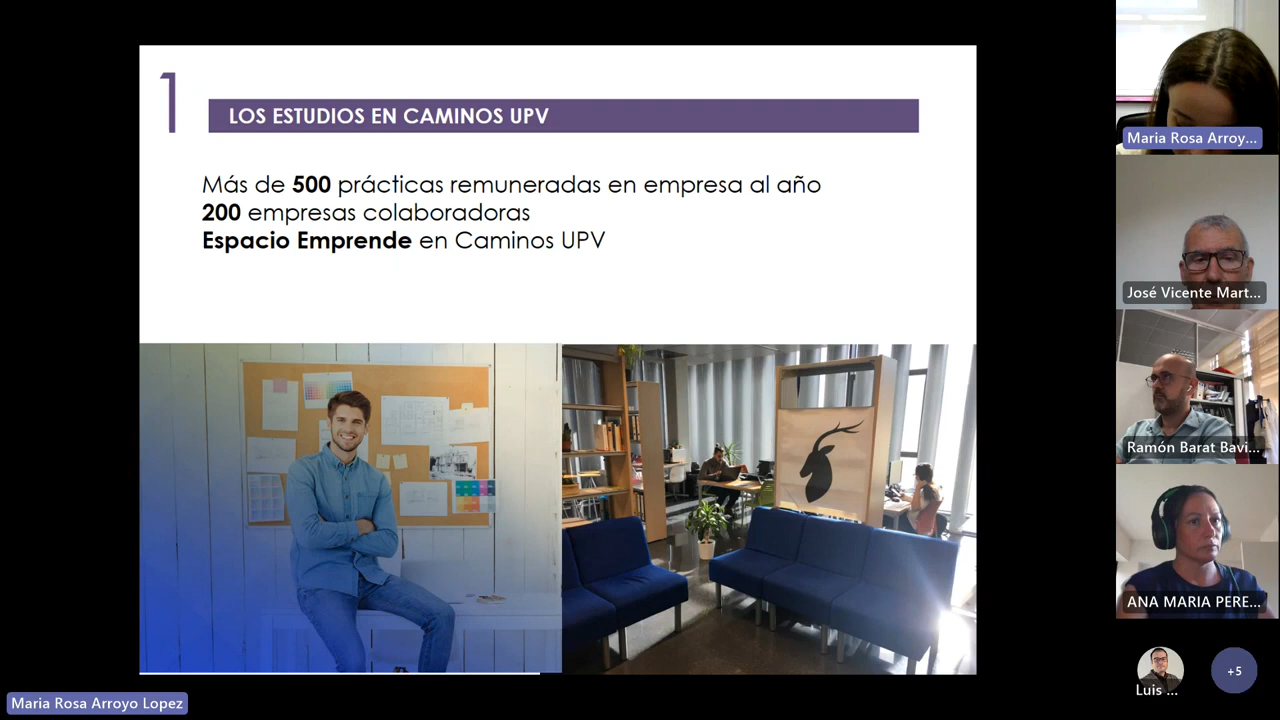 1
LOS ESTUDIOS EN CAMINOS UPV
Más de 500 prácticas remuneradas en empresa al año
200 empresas colaboradoras
Espacio Emprende en Caminos UPV
Maria Rosa Arroy...
José Vicente Mart...
Ramón Barat Bavi...
ANA MARIA PERE...
Luis ...
+5
Maria Rosa Arroyo Lopez